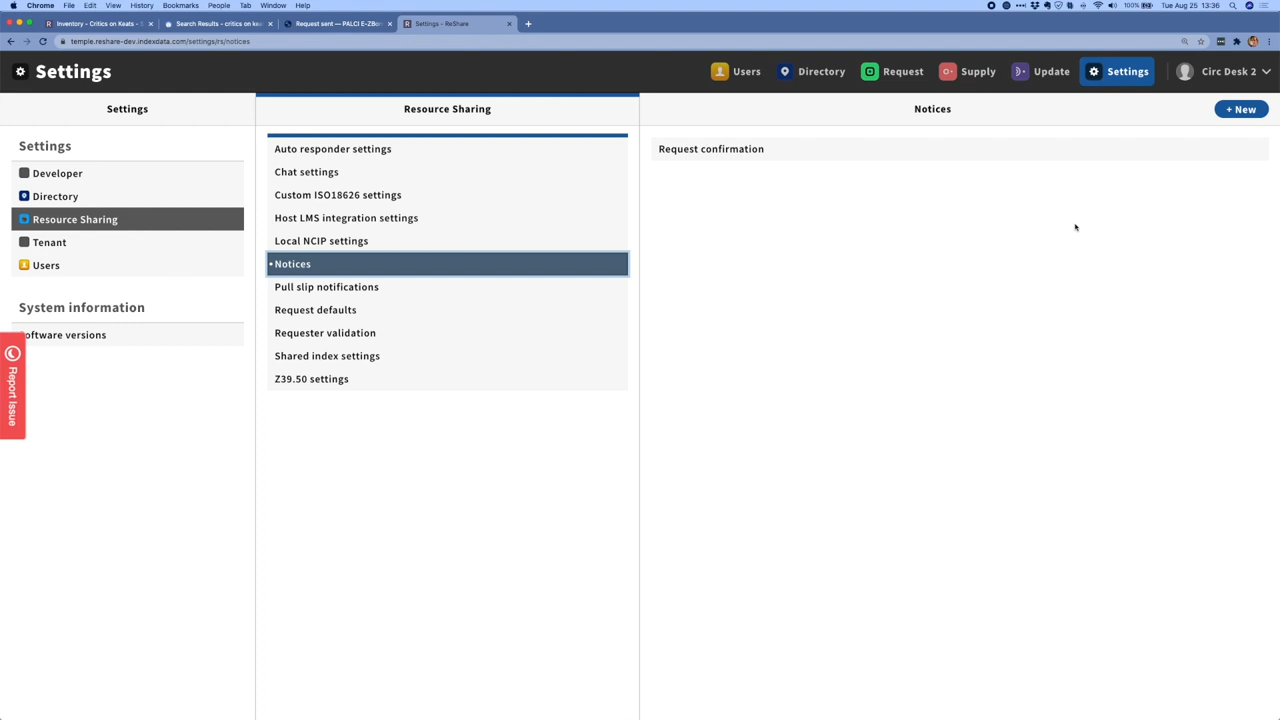 Chrome File Edit View History Bookmarks People Tab Window Help
100% Tue Aug 25 13:36
Inventory - Critics on Keats - S
Search Results - critics on kea
Request sent — PALCI E-ZBor
Settings - ReShare
temple.reshare-dev.indexdata.com/settings/rs/notices
Settings
Users
Directory
Request
Supply
Update
Settings
Circ Desk 2
Settings
Resource Sharing
Notices
+ New
Settings
Developer
Directory
Resource Sharing
Tenant
Users
System information
oftware versions
Report Issue
Auto responder settings
Chat settings
Custom ISO18626 settings
Host LMS integration settings
Local NCIP settings
• Notices
Pull slip notifications
Request defaults
Requester validation
Shared index settings
Z39.50 settings
Request confirmation